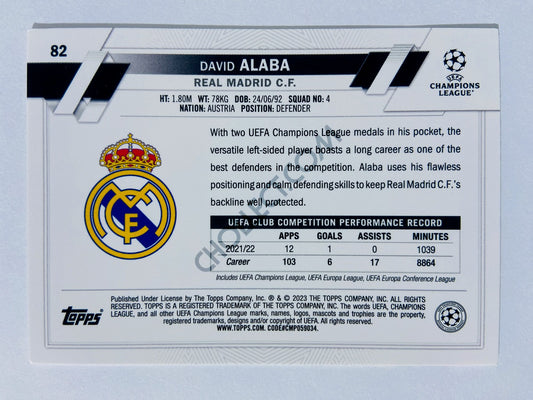 82
DAVID ALABA
REAL MADRID C.F.
UEFA
CHAMPIONS
LEAGUE
HT: 1.80M WT: 78KG DOB: 24/06/92 SQUAD NO: 4
NATION: AUSTRIA POSITION: DEFENDER
With two UEFA Champions League medals in his pocket, the
versatile left-sided player boasts a long career as one of the
best defenders in the competition. Alaba uses his flawless
positioning and calm defending skills to keep Real Madrid C.F.'s
backline well protected.
UEFA CLUB COMPETITION PERFORMANCE RECORD
APPS GOALS ASSISTS MINUTES
2021/22 12 1 0 1039
Career 103 6 17 8864
Includes UEFA Champions League, UEFA Europa League, UEFA Europa Conference League
CHOLLECT.COM
Topps
Published Under License by The Topps Company, Inc. ® & © 2023 THE TOPPS COMPANY, INC. ALL RIGHTS
RESERVED. TOPPS IS A REGISTERED TRADEMARK OF THE TOPPS COMPANY, INC. The words UEFA, CHAMPIONS
LEAGUE, and all other UEFA Champions League marks, names, logos, mascots and trophies are the property,
registered trademarks, designs and/or copyright of UEFA. All rights reserved.
WWW.TOPPS.COM. CODE#CMP059034.